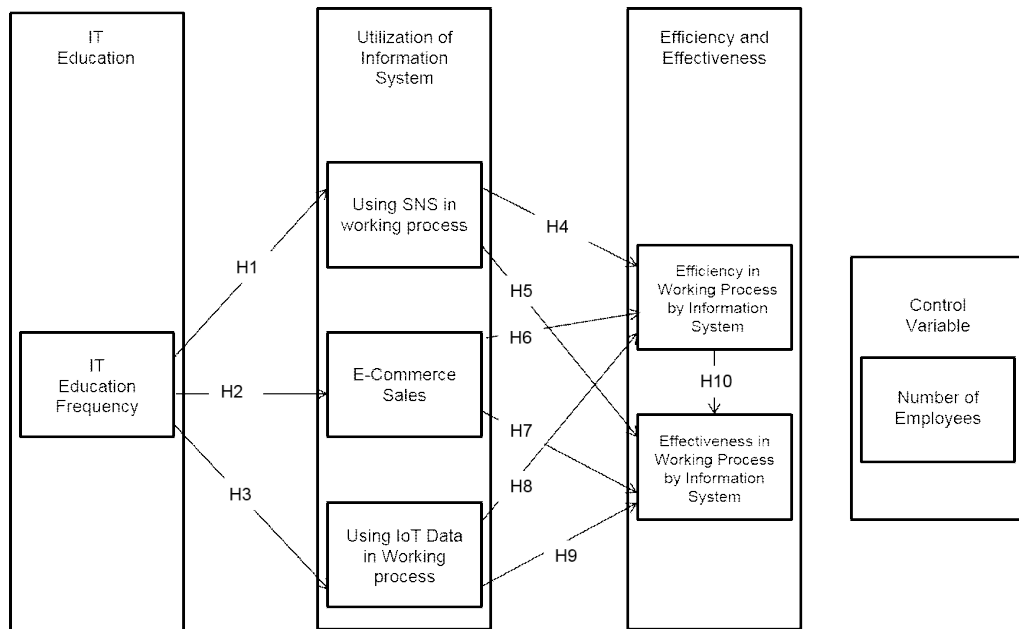 IT
Education
Utilization of
Information
System
Efficiency and
Effectiveness
Using SNS in
working process
H4
H1
H5
Efficiency in
Working Process
by Information
System
Control
Variable
IT
Education
Frequency
H2
E-Commerce
Sales
H6
H10
Number of
Employees
H7
Effectiveness in
Working Process
by Information
System
H3
H8
Using IoT Data
in Working
process
H9